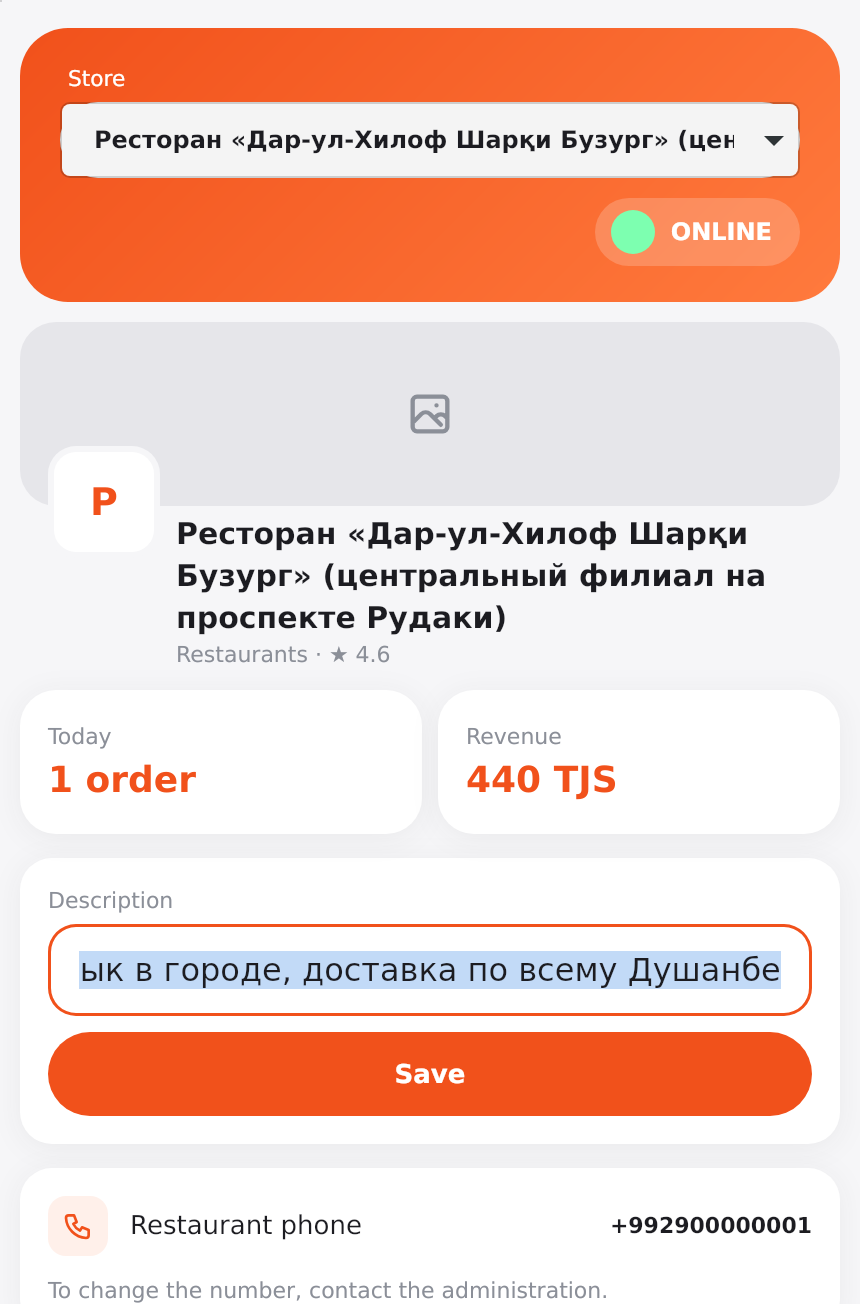 Store
Ресторан «Дар-ул-Хилоф Шарқи Бузург» (цен
ONLINE
Р
Ресторан «Дар-ул-Хилоф Шарқи
Бузург» (центральный филиал на
проспекте Рудаки)
Restaurants · ★ 4.6
Today
1 order
Revenue
440 TJS
Description
ык в городе, доставка по всему Душанбе
Save
Restaurant phone
+992900000001
To change the number, contact the administration.